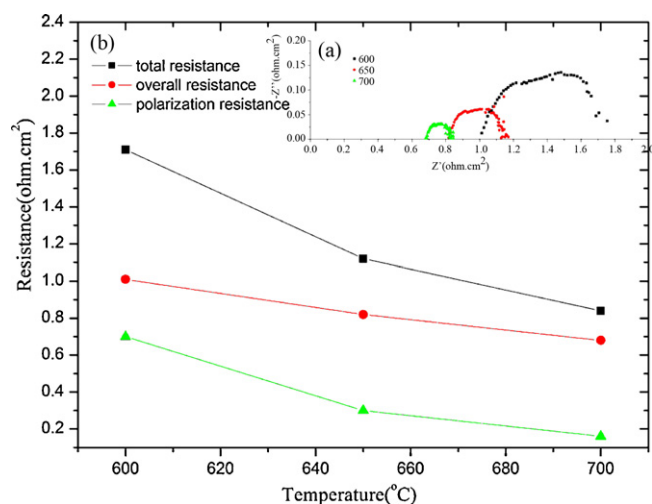 (b)
total resistance
overall resistance
polarization resistance
(a)
600
650
700
-Z''(ohm.cm²)
0.20
0.15
0.10
0.05
0.00
0.0 0.2 0.4 0.6 0.8 1.0 1.2 1.4 1.6 1.8 2.0
Z'(ohm.cm²)
Resistance(ohm.cm²)
2.4
2.2
2.0
1.8
1.6
1.4
1.2
1.0
0.8
0.6
0.4
0.2
600 620 640 660 680 700
Temperature(°C)